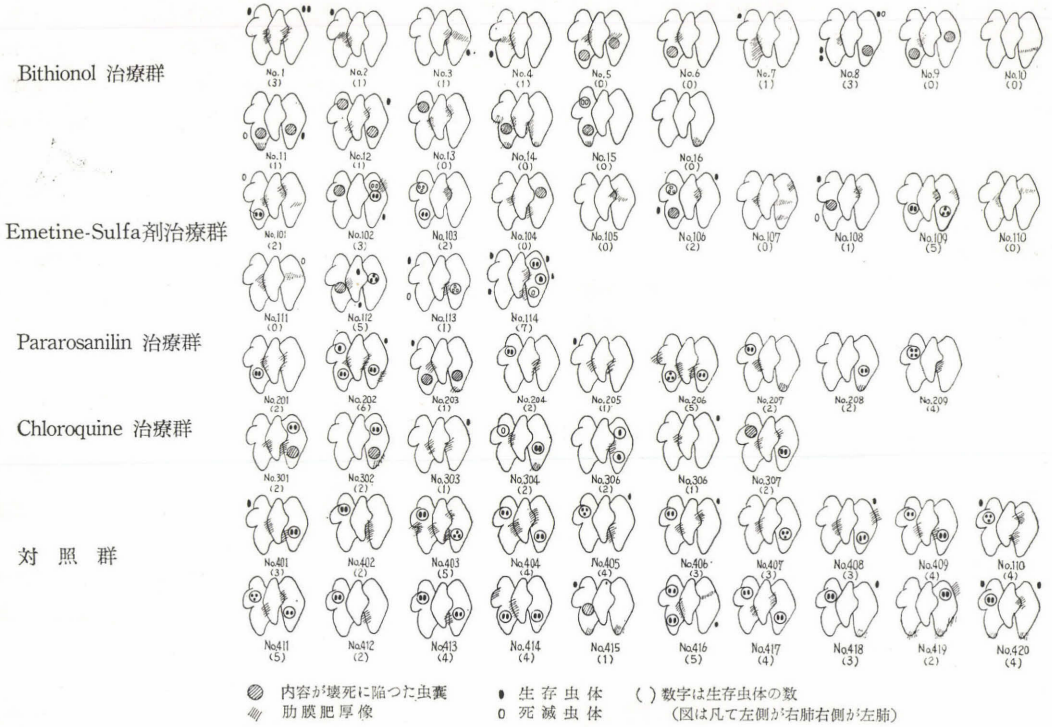 Bithionol 治療群
No.1 No.2 No.3 No.4 No.5 No.6 No.7 No.8 No.9 No.10
(3) (1) (1) (1) (0) (0) (1) (3) (0) (0)
No.11 No.12 No.13 No.14 No.15 No.16
(1) (1) (0) (0) (0) (0)
Emetine-Sulfa剤治療群
No.101 No.102 No.103 No.104 No.105 No.106 No.107 No.108 No.109 No.110
(2) (3) (2) (0) (0) (2) (0) (1) (5) (0)
No.111 No.112 No.113 No.114
(0) (5) (1) (7)
Pararosanilin 治療群
No.201 No.202 No.203 No.204 No.205 No.206 No.207 No.208 No.209
(2) (6) (1) (2) (1) (5) (2) (2) (4)
Chloroquine 治療群
No.301 No.302 No.303 No.304 No.306 No.306 No.307
(2) (2) (1) (2) (2) (1) (2)
対照群
No.401 No.402 No.403 No.404 No.405 No.406 No.407 No.408 No.409 No.110
(3) (2) (5) (4) (4) (3) (3) (3) (4) (4)
No.411 No.412 No.413 No.414 No.415 No.416 No.417 No.418 No.419 No.420
(5) (2) (4) (4) (1) (5) (4) (3) (2) (4)
内容が壊死に陥つた虫嚢 生存虫体 ( ) 数字は生存虫体の数
肋膜肥厚像 死滅虫体 (図は凡て左側が右肺右側が左肺)